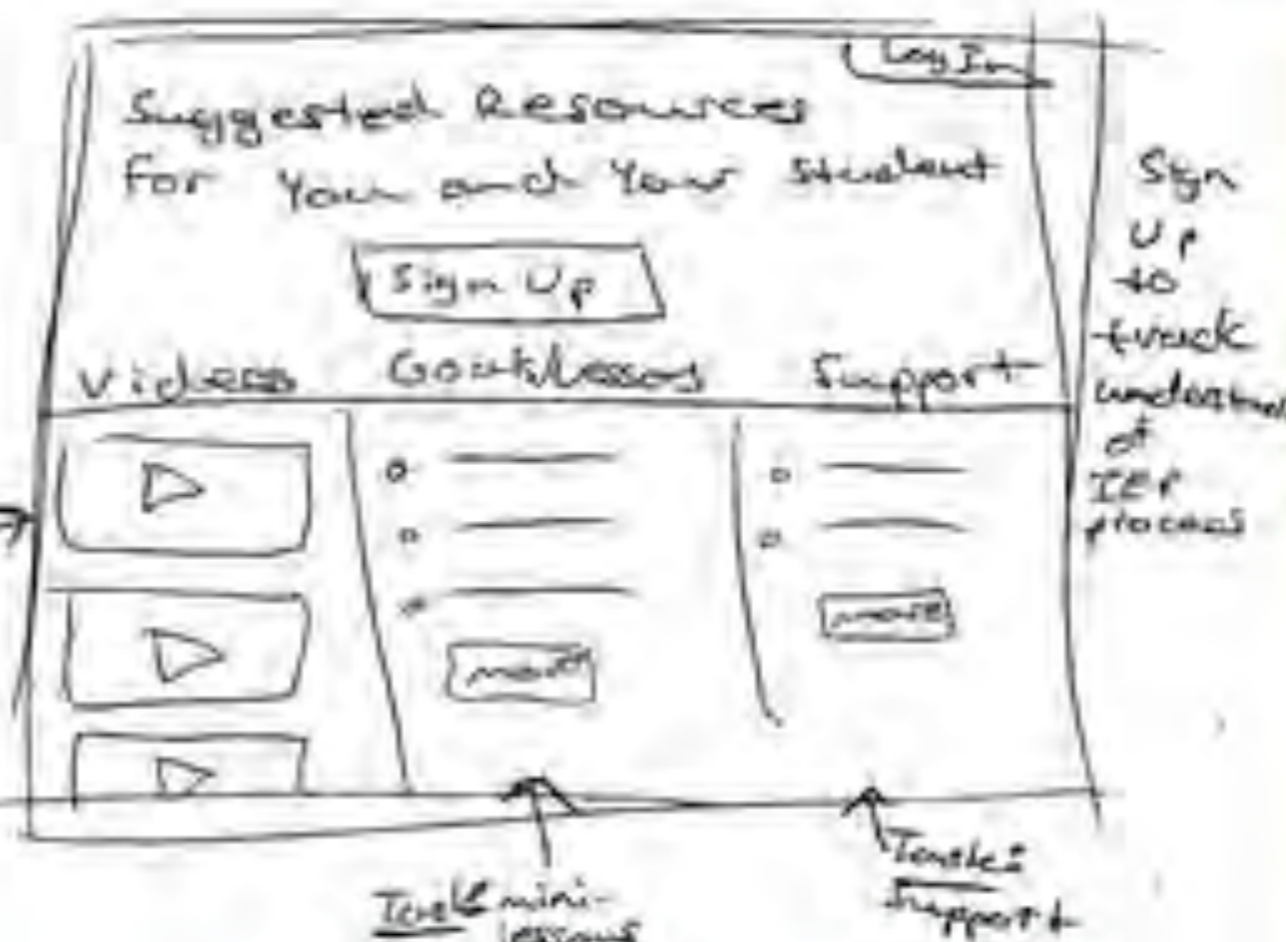 Log In
Suggested Resources
For You and Your Student
Sign Up
Videos Goals/Lessons Support
more
more
Sign
Up
to
track
of
IEP
process
mini-
lessons
Support